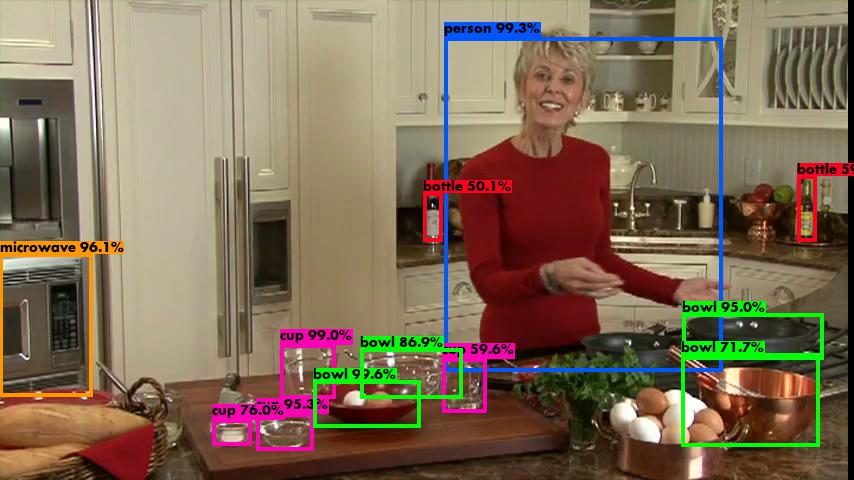 person 99.3%
bottle 59
bottle 50.1%
microwave 96.1%
bowl 95.0%
cup 99.0%
bowl 86.9%
59.6%
bowl 71.7%
bowl 99.6%
cup 76.0%
95.3%